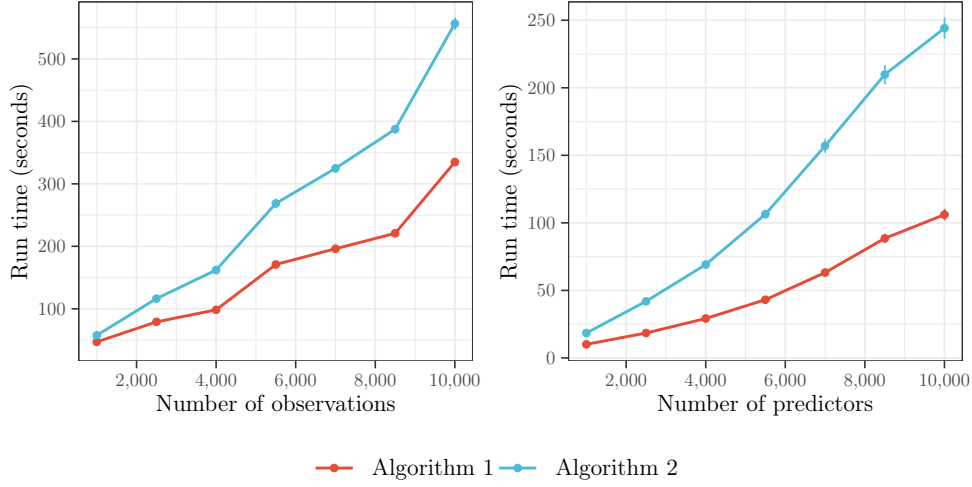 Run time (seconds)
500
400
300
200
100
2,000 4,000 6,000 8,000 10,000
Number of observations
Run time (seconds)
250
200
150
100
50
0
2,000 4,000 6,000 8,000 10,000
Number of predictors
Algorithm 1 Algorithm 2